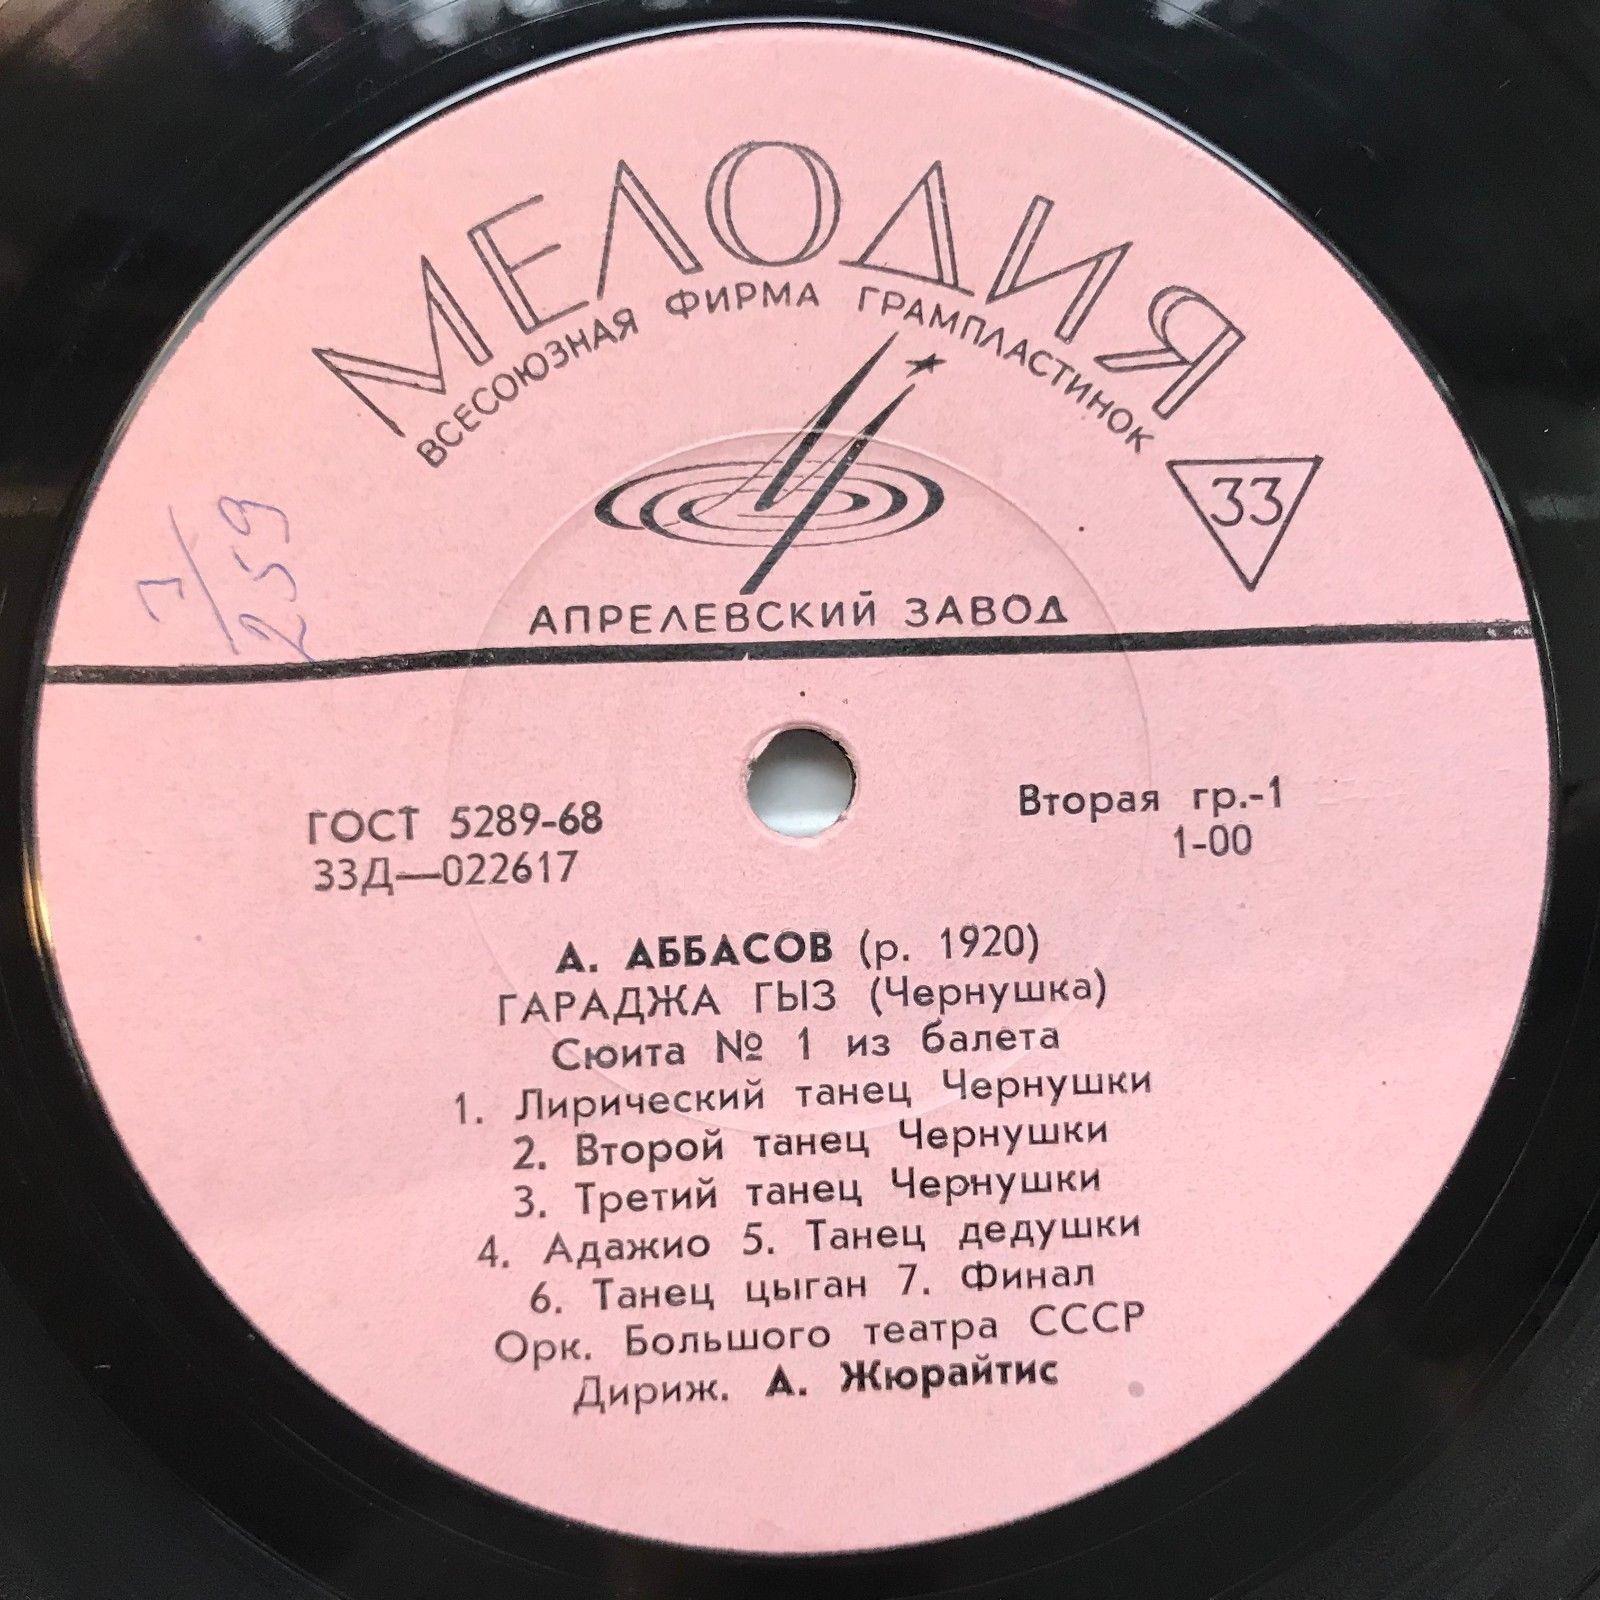 МЕЛОДИЯ
ВСЕСОЮЗНАЯ ФИРМА ГРАМПЛАСТИНОК
33
АПРЕЛЕВСКИЙ ЗАВОД
3/259
ГОСТ 5289-68
33Д—022617
Вторая гр.-1
1-00
А. АББАСОВ (р. 1920)
ГАРАДЖА ГЫЗ (Чернушка)
Сюита № 1 из балета
1. Лирический танец Чернушки
2. Второй танец Чернушки
3. Третий танец Чернушки
4. Адажио 5. Танец дедушки
6. Танец цыган 7. Финал
Орк. Большого театра СССР
Дириж. А. Жюрайтис